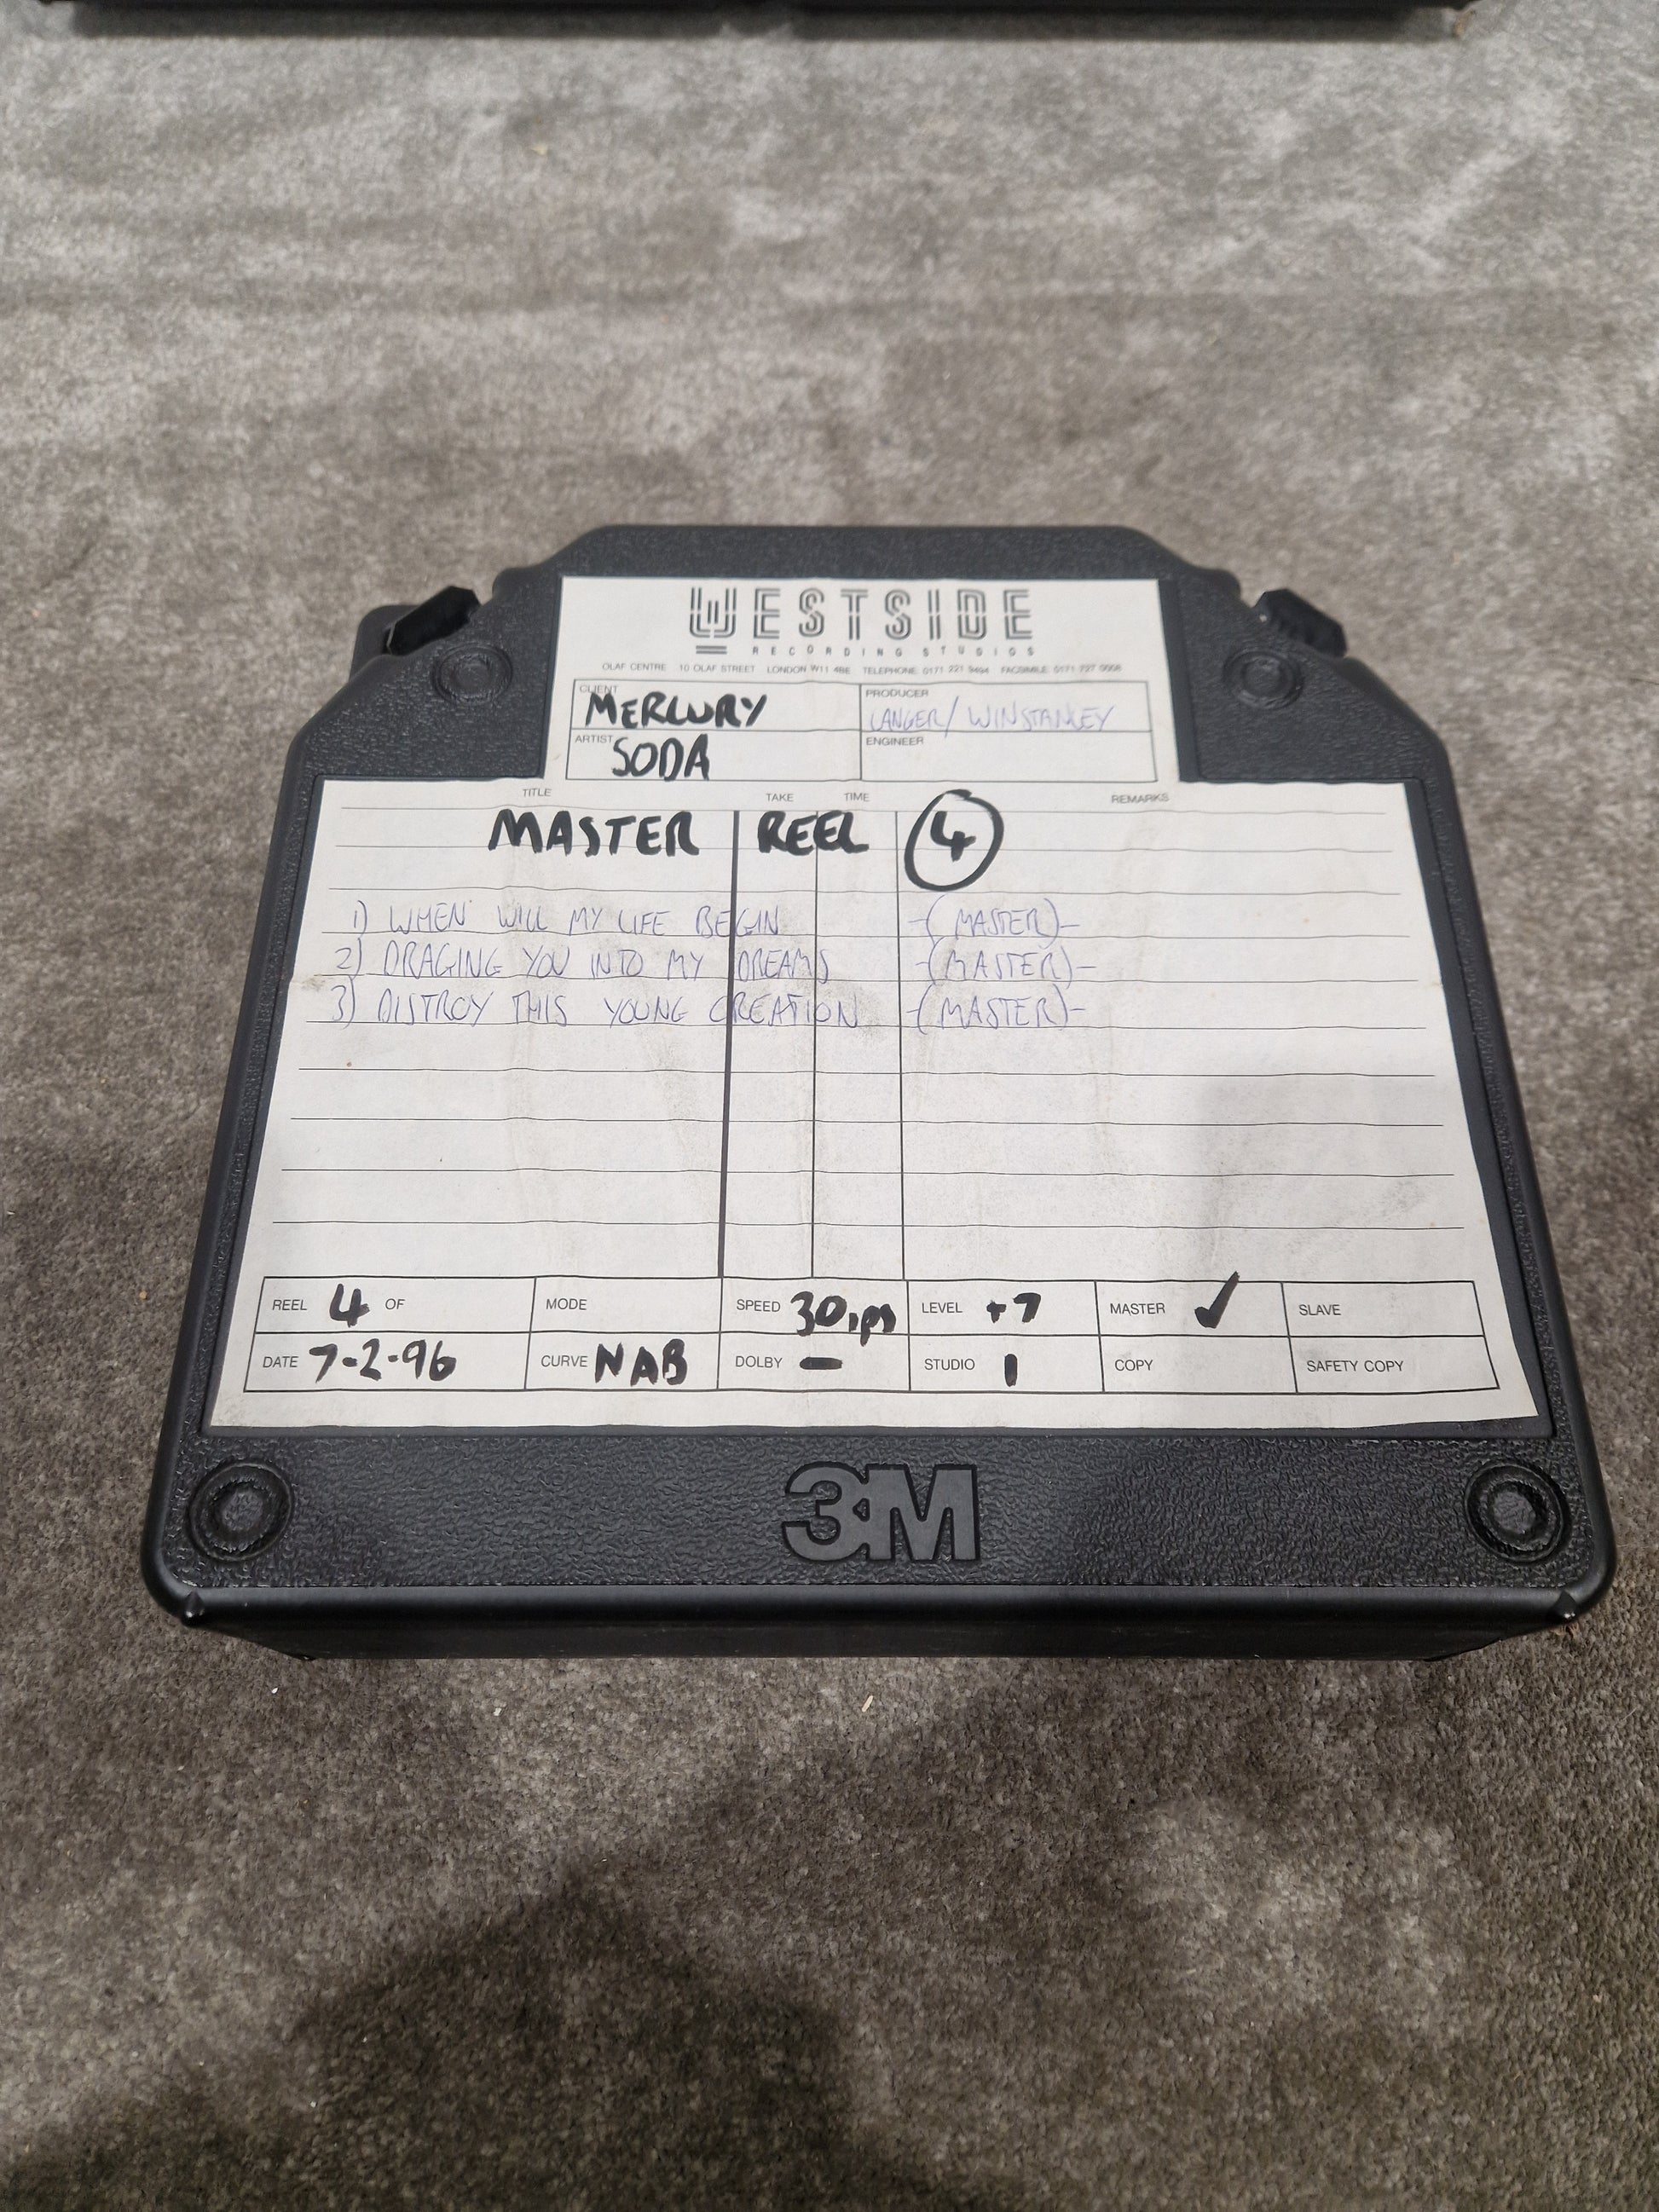 WESTSIDE
RECORDING STUDIOS
OLAF CENTRE 10 OLAF STREET LONDON W11 4BE TELEPHONE 0171 221 9494 FACSIMILE 0171 727 0008
CLIENT MERCURY PRODUCER LANGER/WINSTANLEY
ARTIST SODA ENGINEER
TITLE TAKE TIME REMARKS
MASTER REEL 4
1) WHEN WILL MY LIFE BEGIN -(MASTER)-
2) DRAGING YOU INTO MY DREAMS -(MASTER)-
3) DISTROY THIS YOUNG CREATION -(MASTER)-
REEL 4 OF MODE SPEED 30ips LEVEL +7 MASTER ✓ SLAVE
DATE 7-2-96 CURVE NAB DOLBY — STUDIO 1 COPY SAFETY COPY
3M